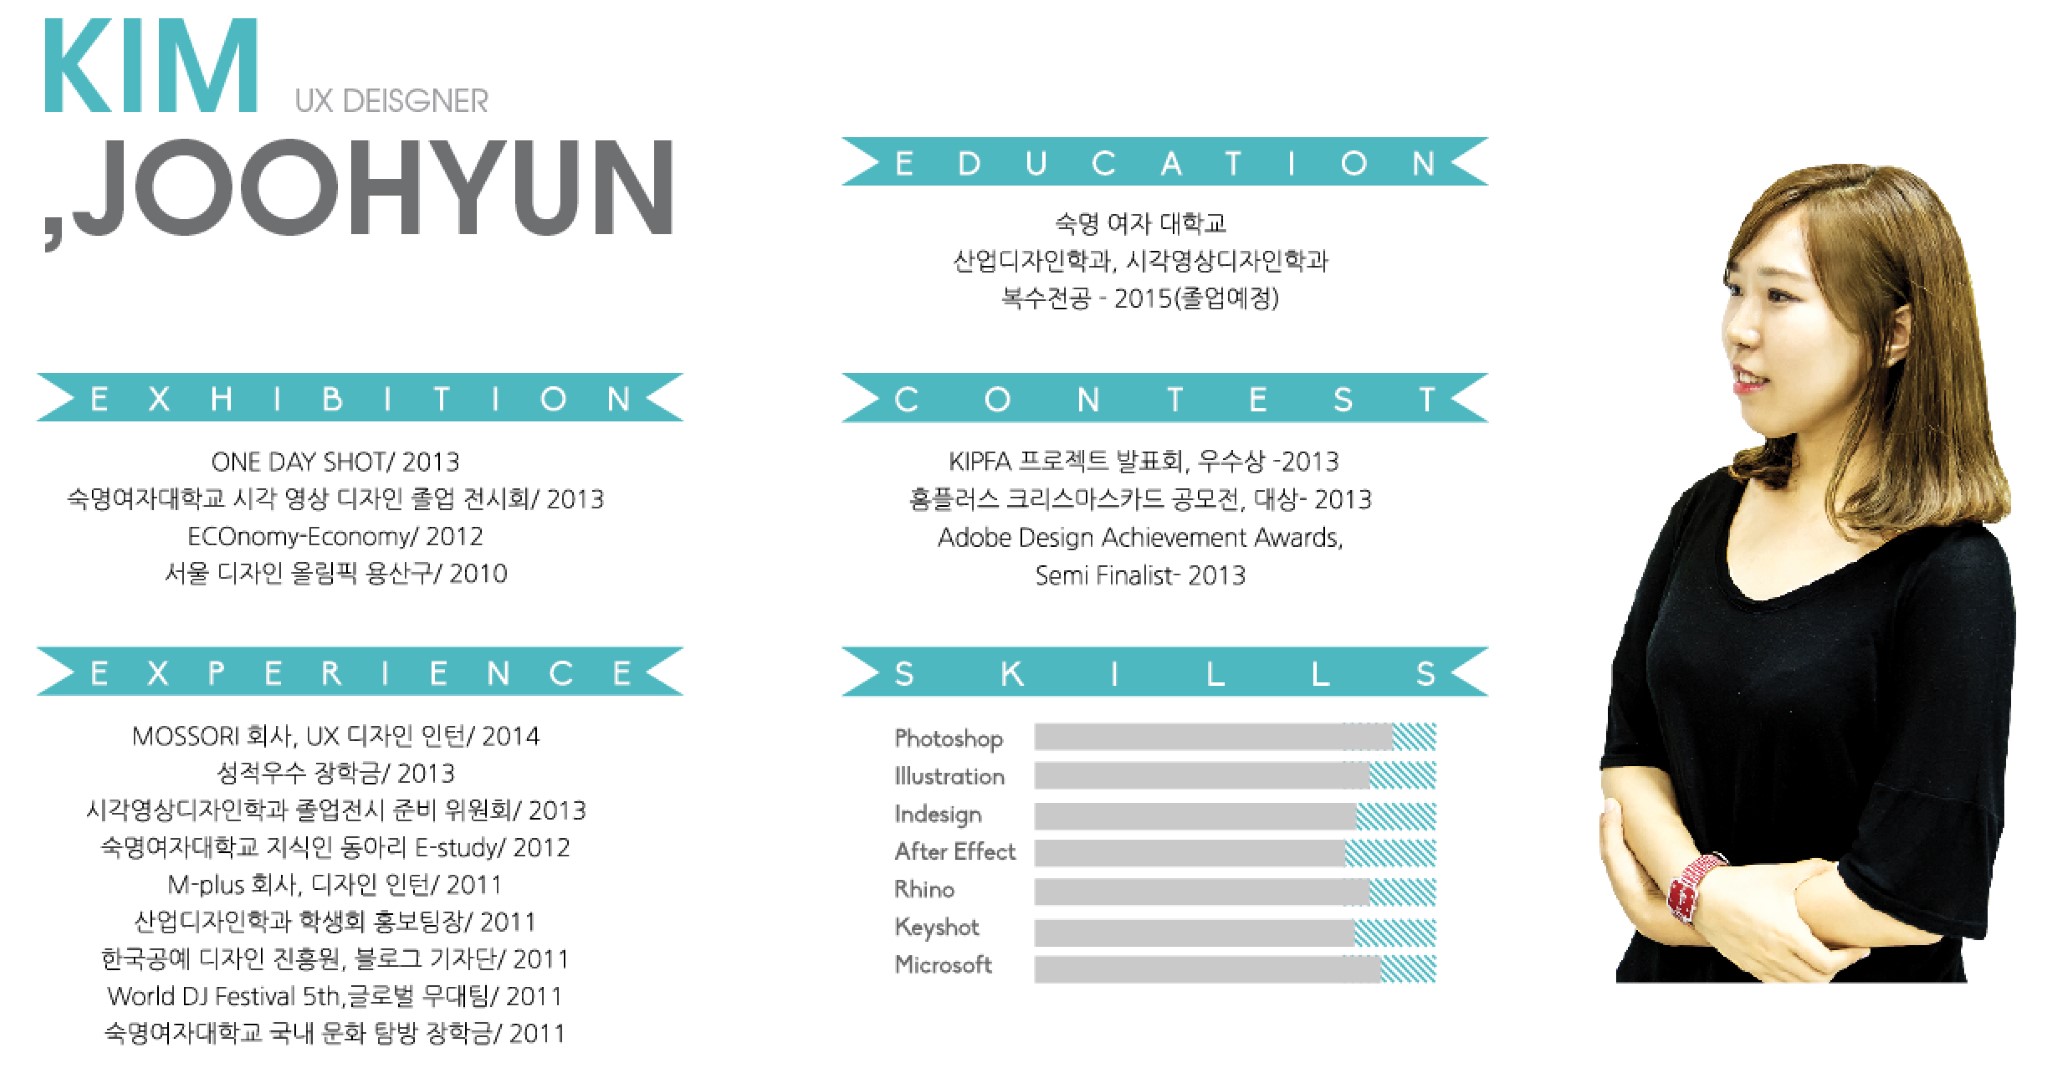 KIM
UX DEISGNER
,JOOHYUN
EXHIBITION
ONE DAY SHOT/ 2013
숙명여자대학교 시각 영상 디자인 졸업 전시회/ 2013
ECOnomy-Economy/ 2012
서울 디자인 올림픽 용산구/ 2010
EXPERIENCE
MOSSORI 회사, UX 디자인 인턴/ 2014
성적우수 장학금/ 2013
시각영상디자인학과 졸업전시 준비 위원회/ 2013
숙명여자대학교 지식인 동아리 E-study/ 2012
M-plus 회사, 디자인 인턴/ 2011
산업디자인학과 학생회 홍보팀장/ 2011
한국공예 디자인 진흥원, 블로그 기자단/ 2011
World DJ Festival 5th,글로벌 무대팀/ 2011
숙명여자대학교 국내 문화 탐방 장학금/ 2011
EDUCATION
숙명 여자 대학교
산업디자인학과, 시각영상디자인학과
복수전공 - 2015(졸업예정)
CONTEST
KIPFA 프로젝트 발표회, 우수상 -2013
홈플러스 크리스마스카드 공모전, 대상- 2013
Adobe Design Achievement Awards,
Semi Finalist- 2013
SKILLS
Photoshop
Illustration
Indesign
After Effect
Rhino
Keyshot
Microsoft